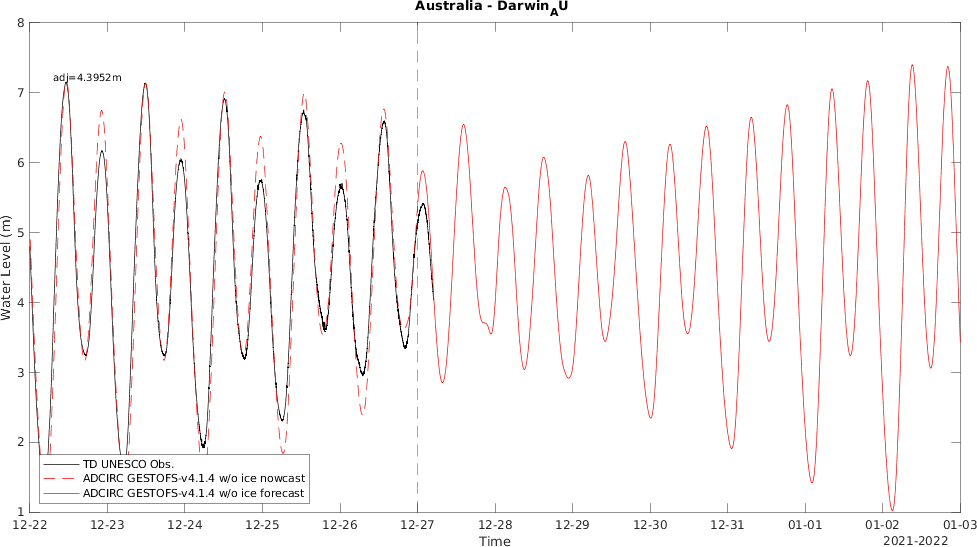 Australia - DarwinAU
adj=4.3952m
Water Level (m)
8
7
6
5
4
3
2
1
TD UNESCO Obs.
ADCIRC GESTOFS-v4.1.4 w/o ice nowcast
ADCIRC GESTOFS-v4.1.4 w/o ice forecast
12-22 12-23 12-24 12-25 12-26 12-27 12-28 12-29 12-30 12-31 01-01 01-02 01-03
Time
2021-2022